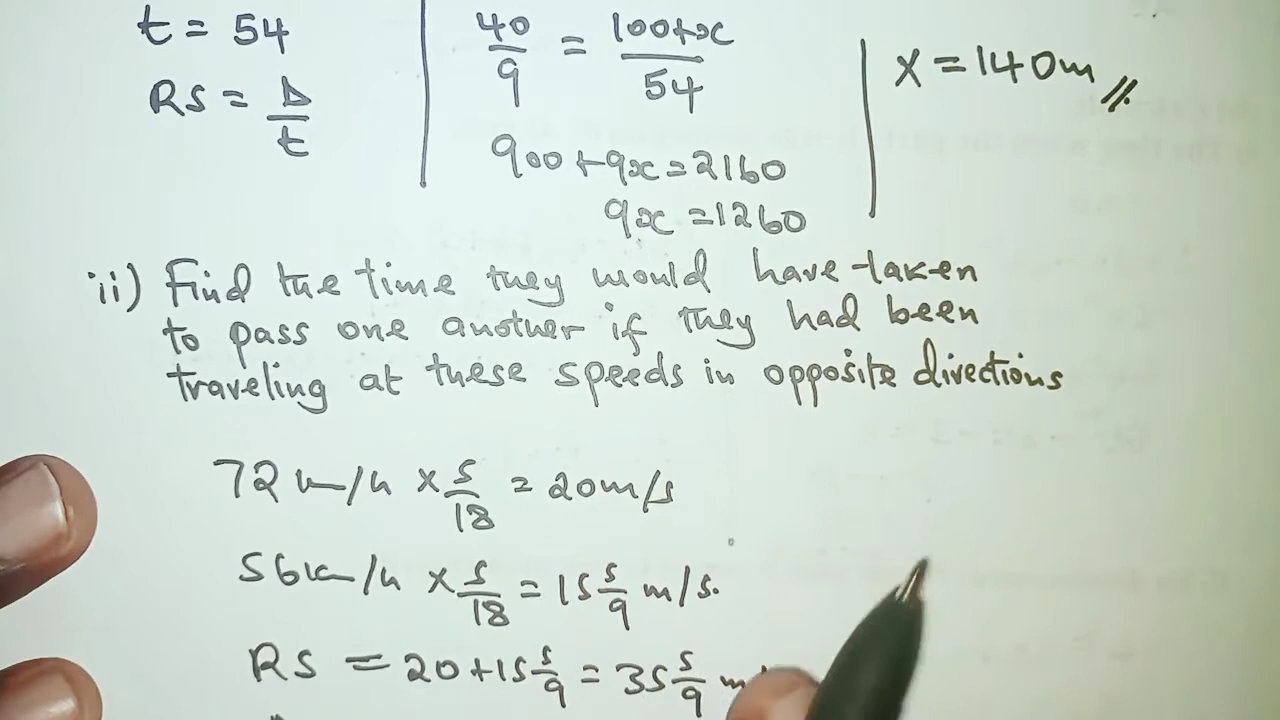 t = 54
RS = D/t
40/9 = 100+x/54
900 + 9x = 2160
9x = 1260
x = 140m //
ii) Find the time they would have taken
to pass one another if they had been
traveling at these speeds in opposite directions
72 km/h × 5/18 = 20m/s
56km/h × 5/18 = 15 5/9 m/s.
RS = 20+15 5/9 = 35 5/9 m